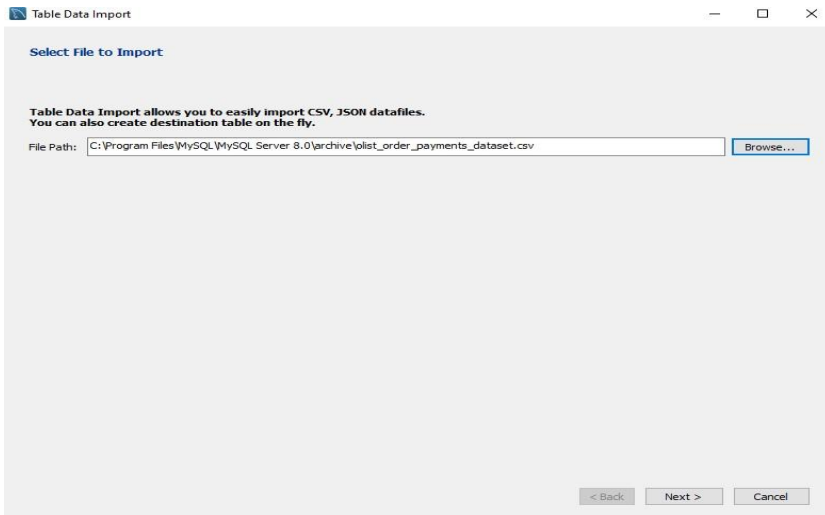 Table Data Import
Select File to Import
Table Data Import allows you to easily import CSV, JSON datafiles.
You can also create destination table on the fly.
File Path: C:\Program Files\MySQL\MySQL Server 8.0\archive\olist_order_payments_dataset.csv Browse...
< Back Next > Cancel